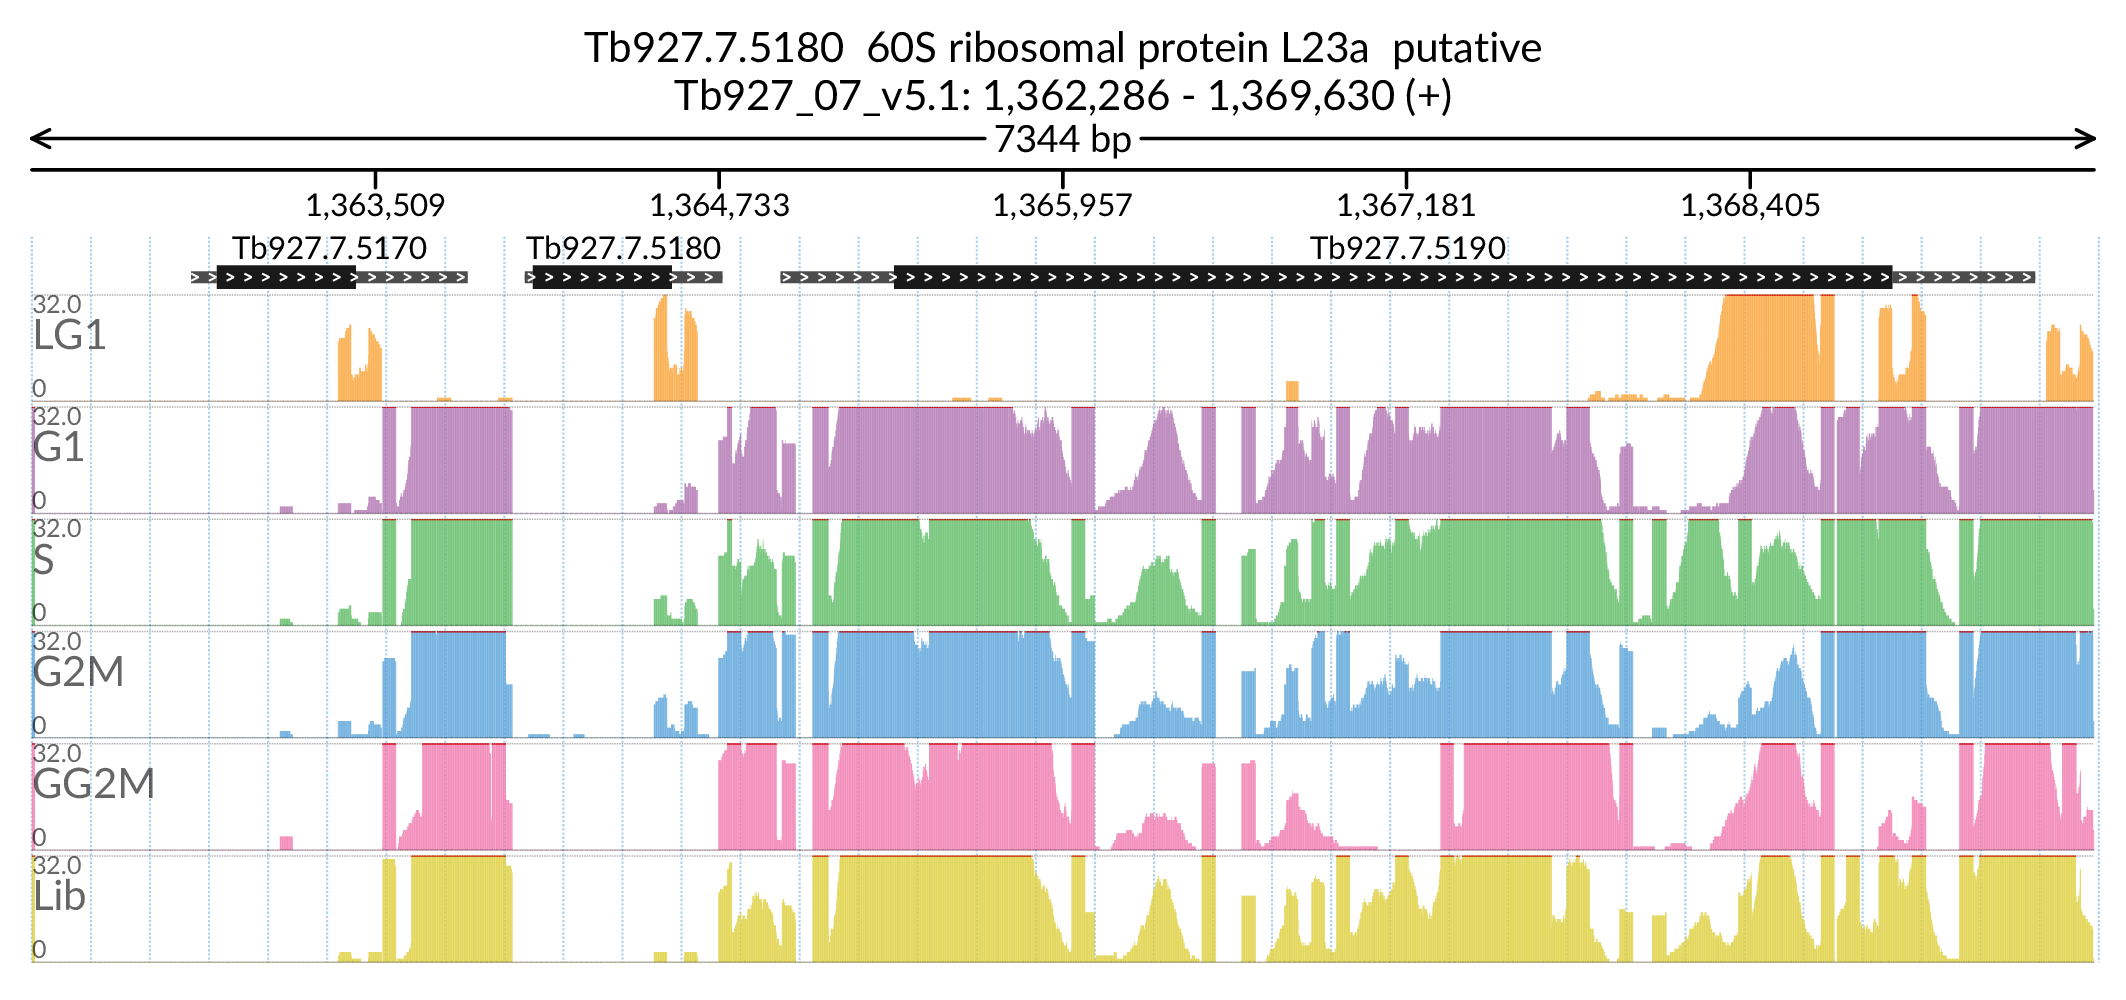 Tb927.7.5180  60S ribosomal protein L23a  putative
Tb927_07_v5.1: 1,362,286 - 1,369,630 (+)
7344 bp
1,363,509 1,364,733 1,365,957 1,367,181 1,368,405
Tb927.7.5170 Tb927.7.5180 Tb927.7.5190
32.0
LG1
0
32.0
G1
0
32.0
S
0
32.0
G2M
0
32.0
GG2M
0
32.0
Lib
0